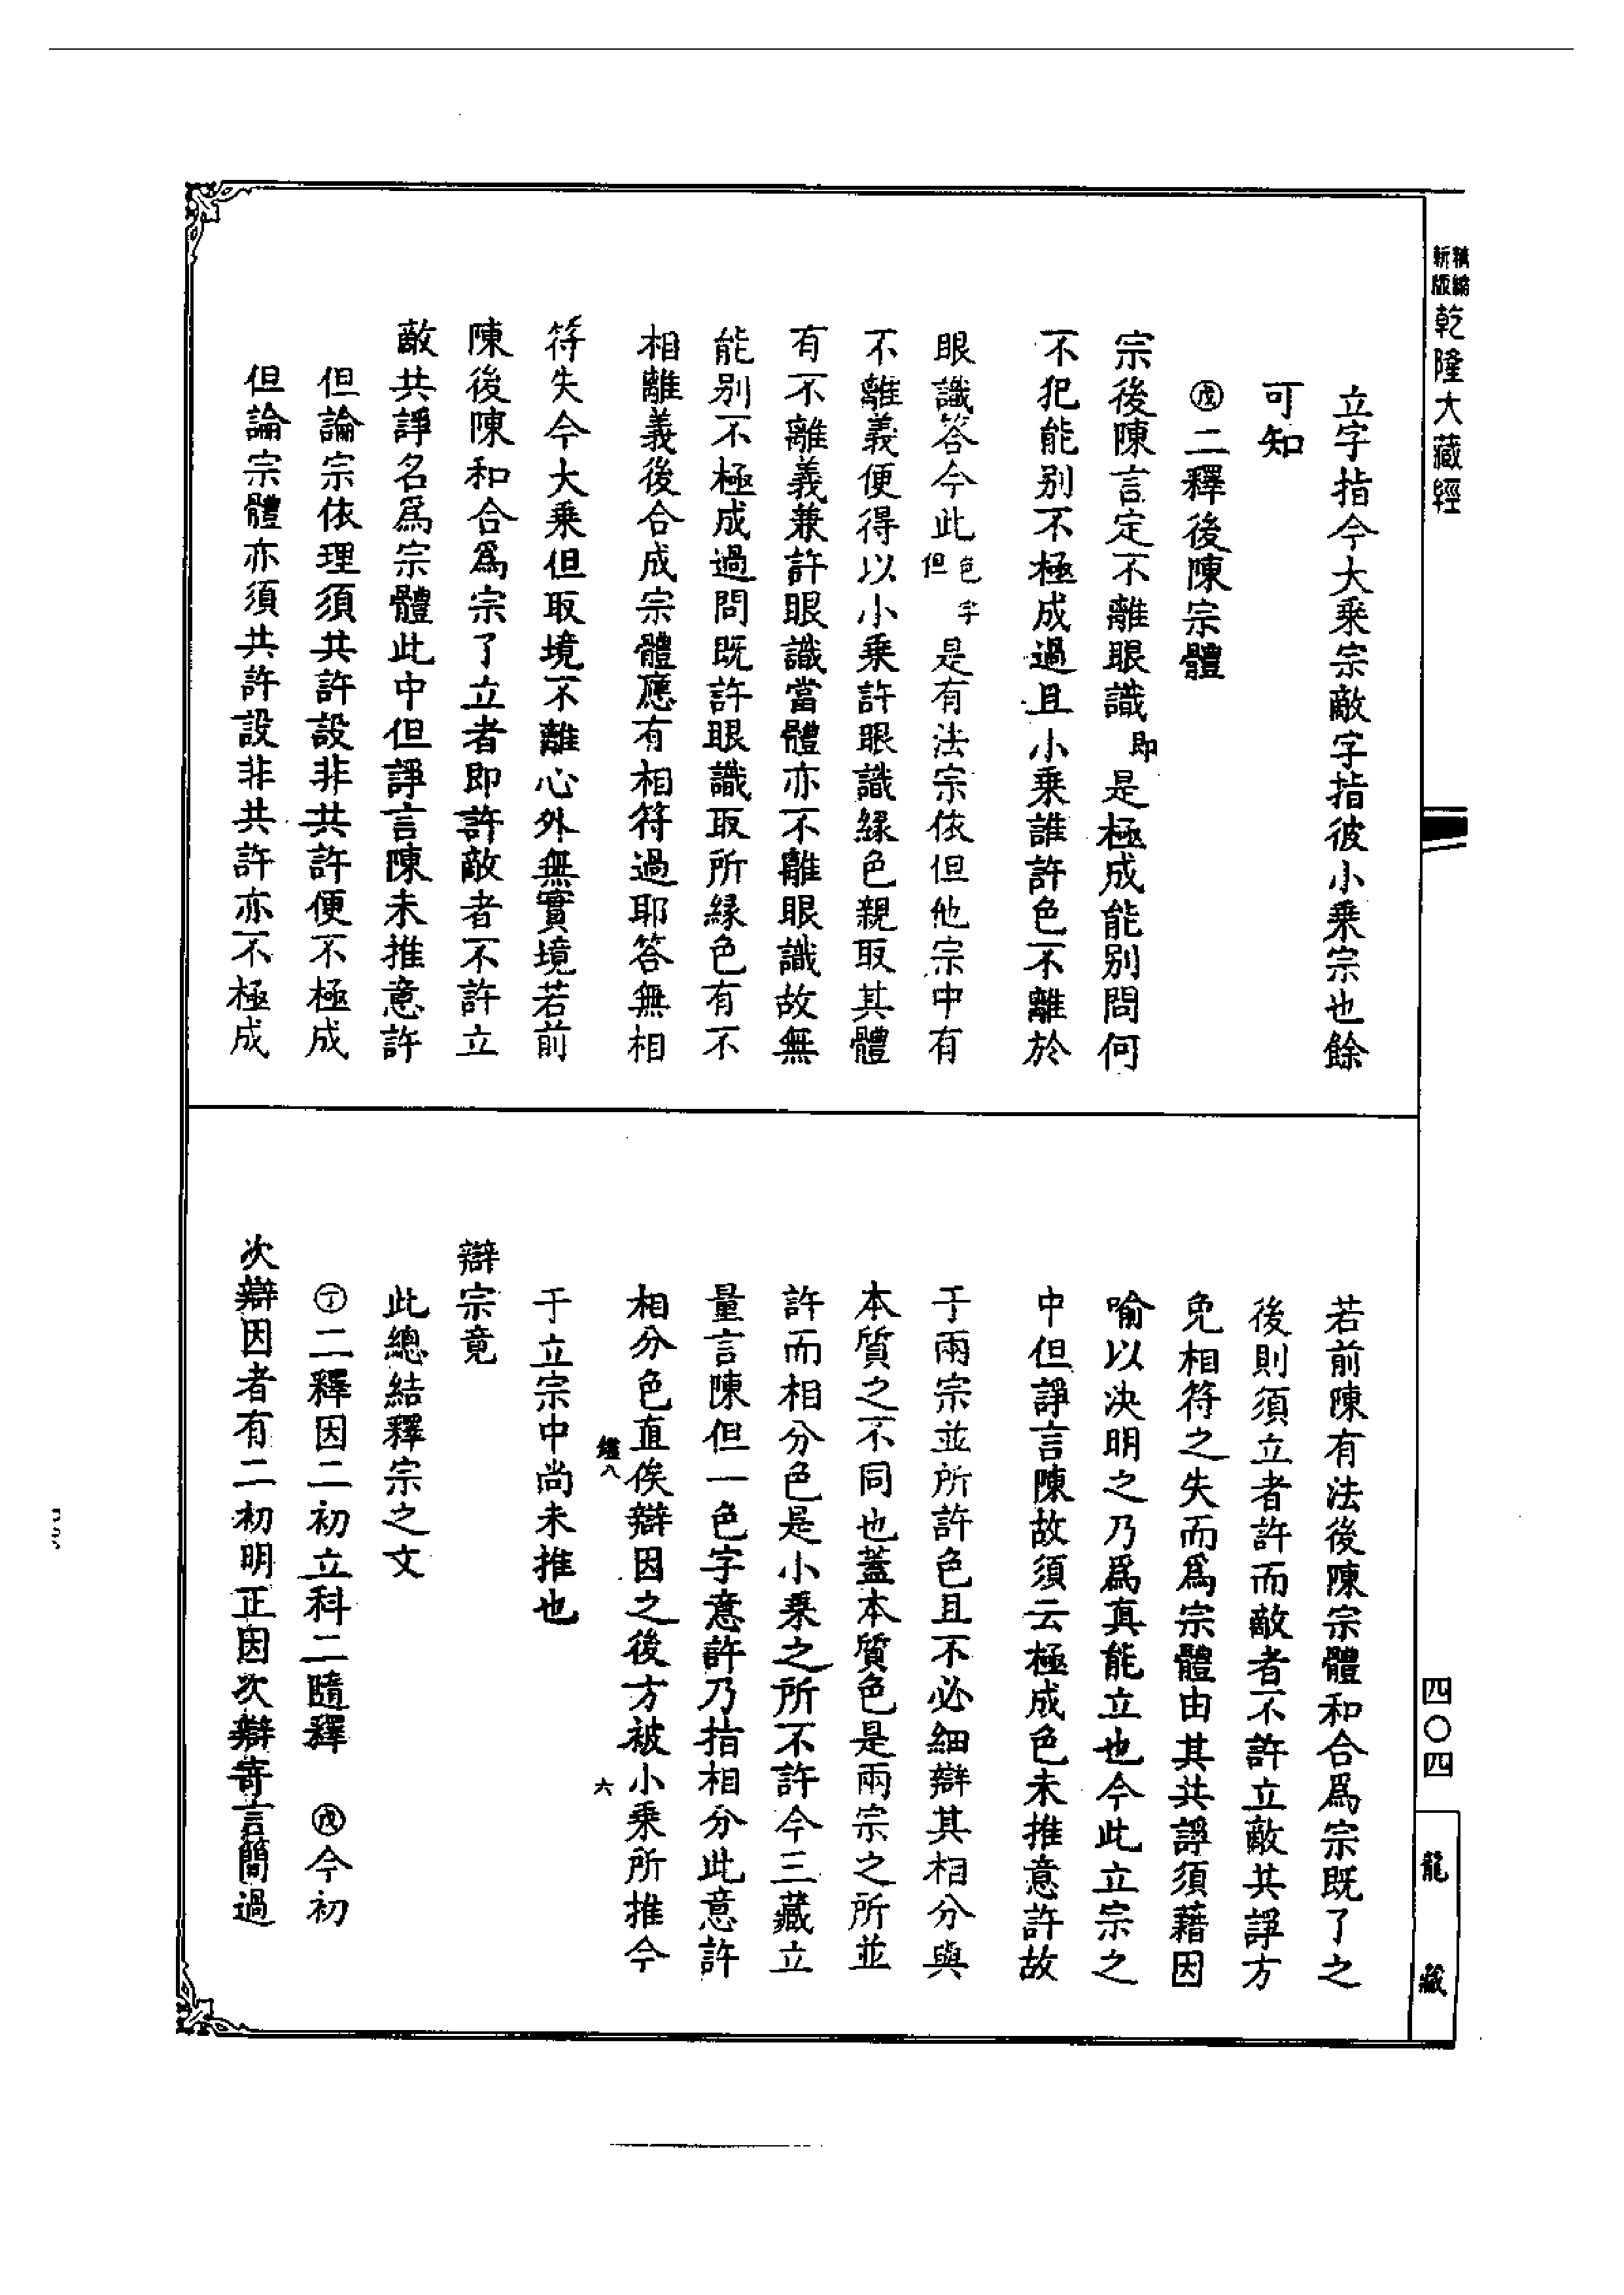 精編
新版
乾隆大藏經
立字指今大乘宗敵字指彼小乘宗也餘
可知
㊅二釋後陳宗體
宗後陳言定不離眼識即是極成能別問何
不犯能別不極成過且小乘誰許色不離於
眼識答今此但色字是有法宗依但他宗中有
不離義便得以小乘許眼識緣色親取其體
有不離義兼許眼識當體亦不離眼識故無
能別不極成過問既許眼識取所緣色有不
相離義後合成宗體應有相符過耶答無相
符失今大乘但取境不離心外無實境若前
陳後陳和合爲宗了立者即許敵者不許立
敵共諍名爲宗體此中但諍言陳未推意許
但論宗依理須共許設非共許便不極成
但論宗體亦須共許設非共許亦不極成
若前陳有法後陳宗體和合爲宗既了之
後則須立者許而敵者不許立敵共諍方
免相符之失而爲宗體由其共諍須藉因
喻以决明之乃爲真能立也今此立宗之
中但諍言陳故須云極成色未推意許故
于兩宗並所許色且不必細辯其相分與
本質之不同也蓋本質色是兩宗之所並
許而相分色是小乘之所不許今三藏立
量言陳但一色字意許乃指相分此意許
相分色直俟辯因之後方被小乘所推今
八
六
于立宗中尚未推也
辯宗竟
此總結釋宗之文
㊀二釋因二初立科二隨釋　㊅今初
次辯因者有二初明正因次辯寄言簡過
四〇四
龍藏